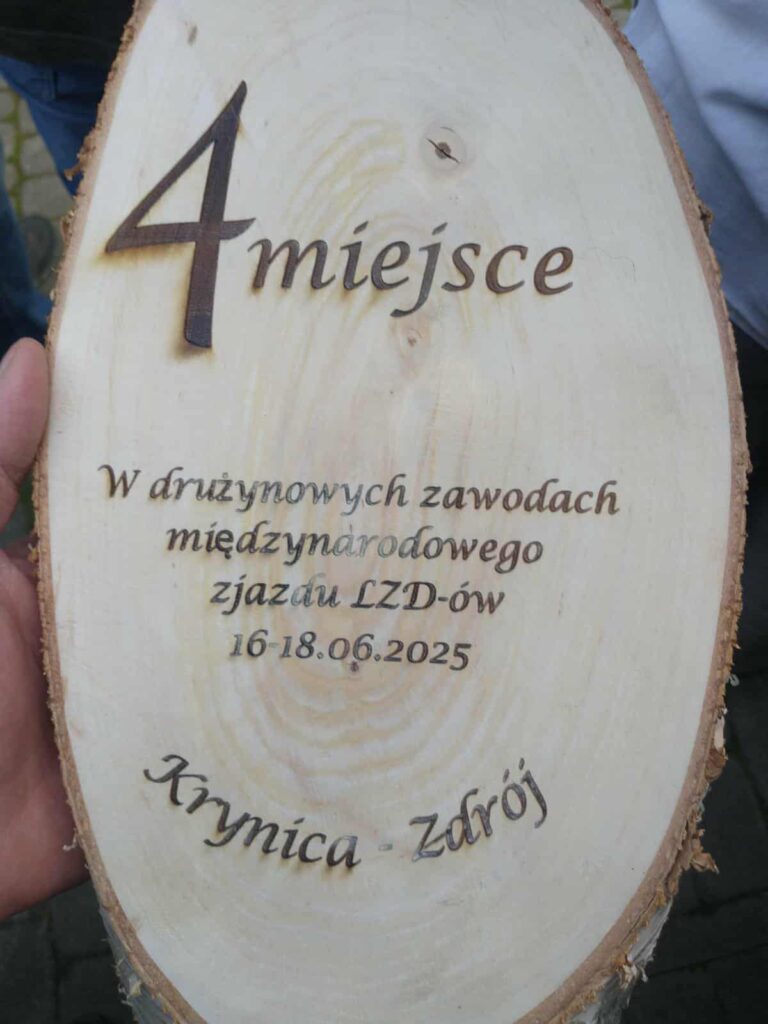 4 miejsce
W drużynowych zawodach
międzynarodowego
zjazdu LZD-ów
16-18.06.2025
Krynica - Zdrój